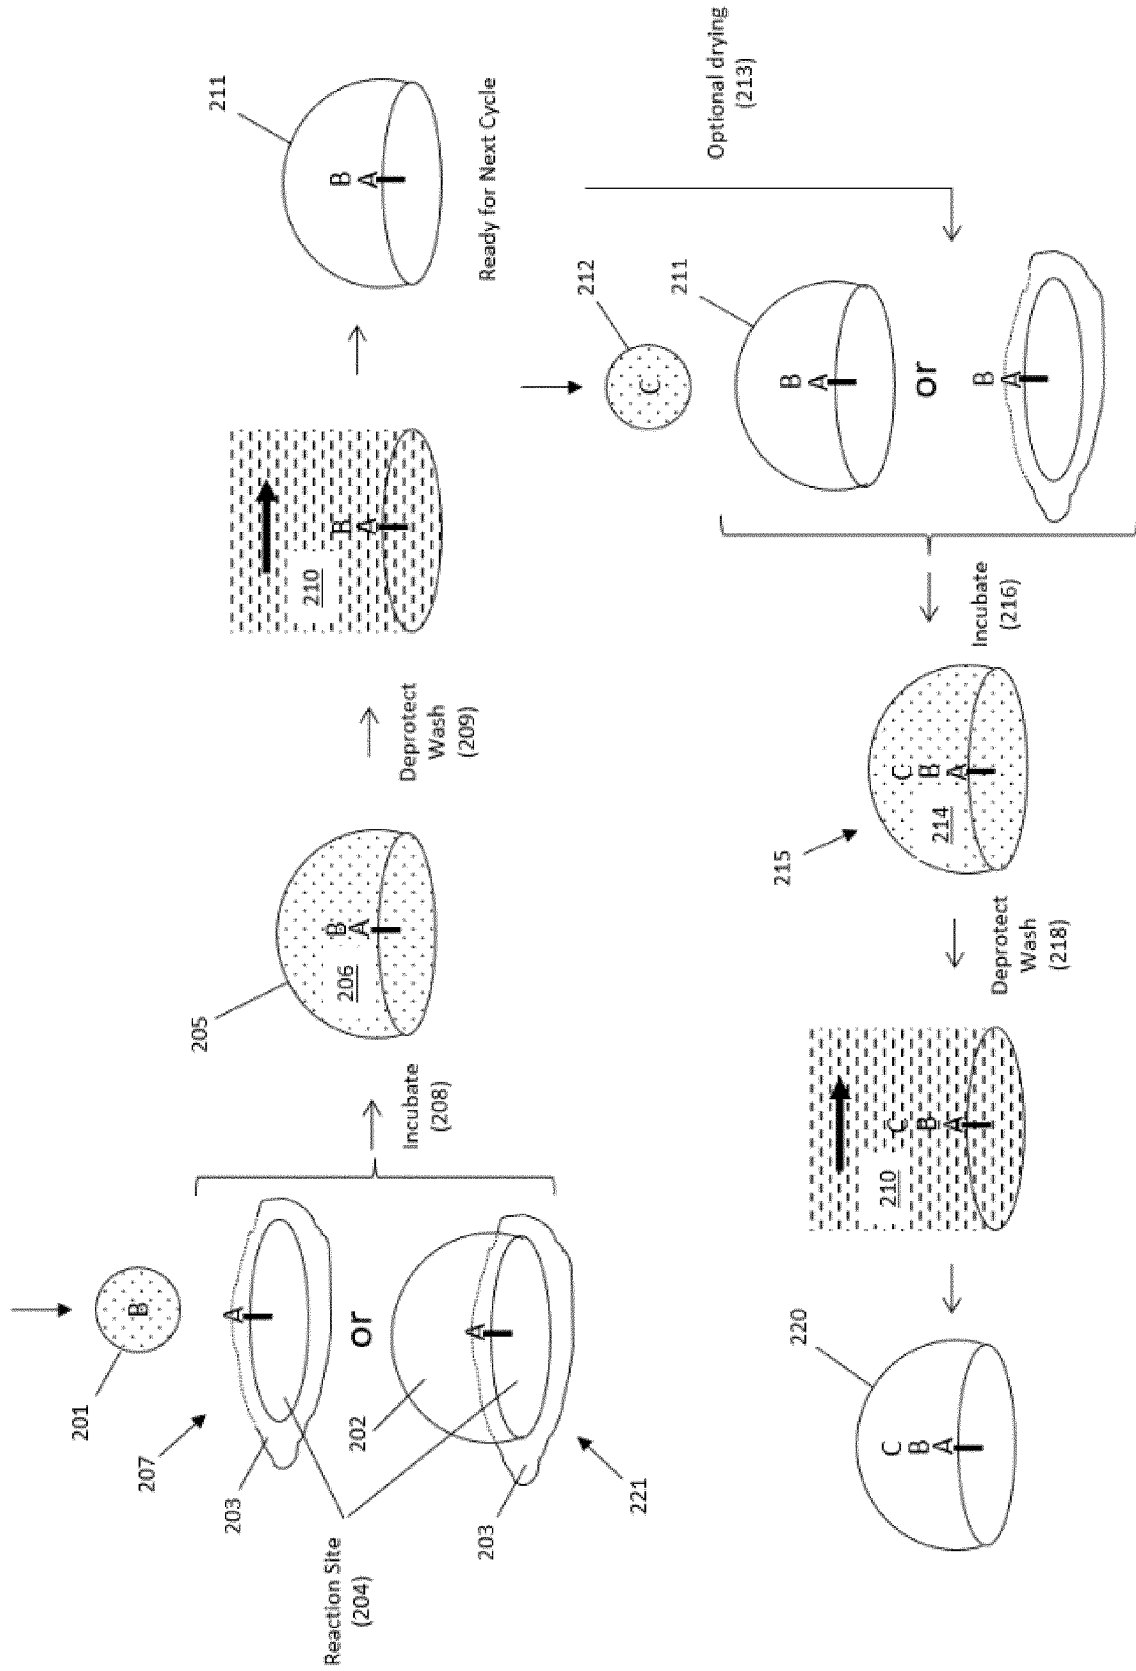 201
B
207
203
A
Reaction Site
(204)
or
202
A
203
221
Incubate
(208)
205
206
B
A
Deprotect
Wash
(209)
210
B
A
211
B
A
Ready for Next Cycle
Optional drying
(213)
212
C
211
B
A
or
B
A
Incubate
(216)
215
214
C
B
A
Deprotect
Wash
(218)
210
C
B
A
220
C
B
A